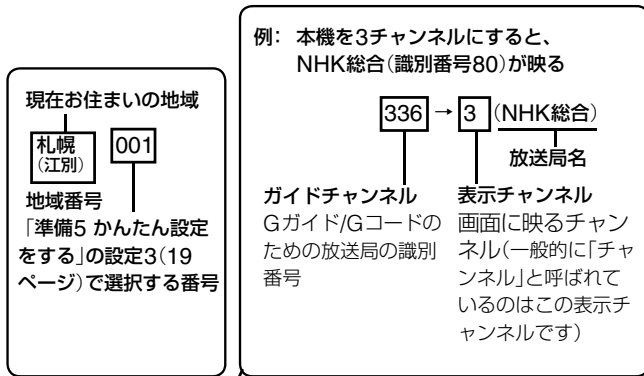 現在お住まいの地域
札幌
(江別)
001
地域番号
「準備5 かんたん設定
をする」の設定3(19
ページ)で選択する番号
例: 本機を3チャンネルにすると、
NHK総合(識別番号80)が映る
336 → 3 (NHK総合)
放送局名
ガイドチャンネル
Gガイド/Gコードの
ための放送局の識別
番号
表示チャンネル
画面に映るチャン
ネル(一般的に「チャ
ンネル」と呼ばれて
いるのはこの表示チ
ャンネルです)